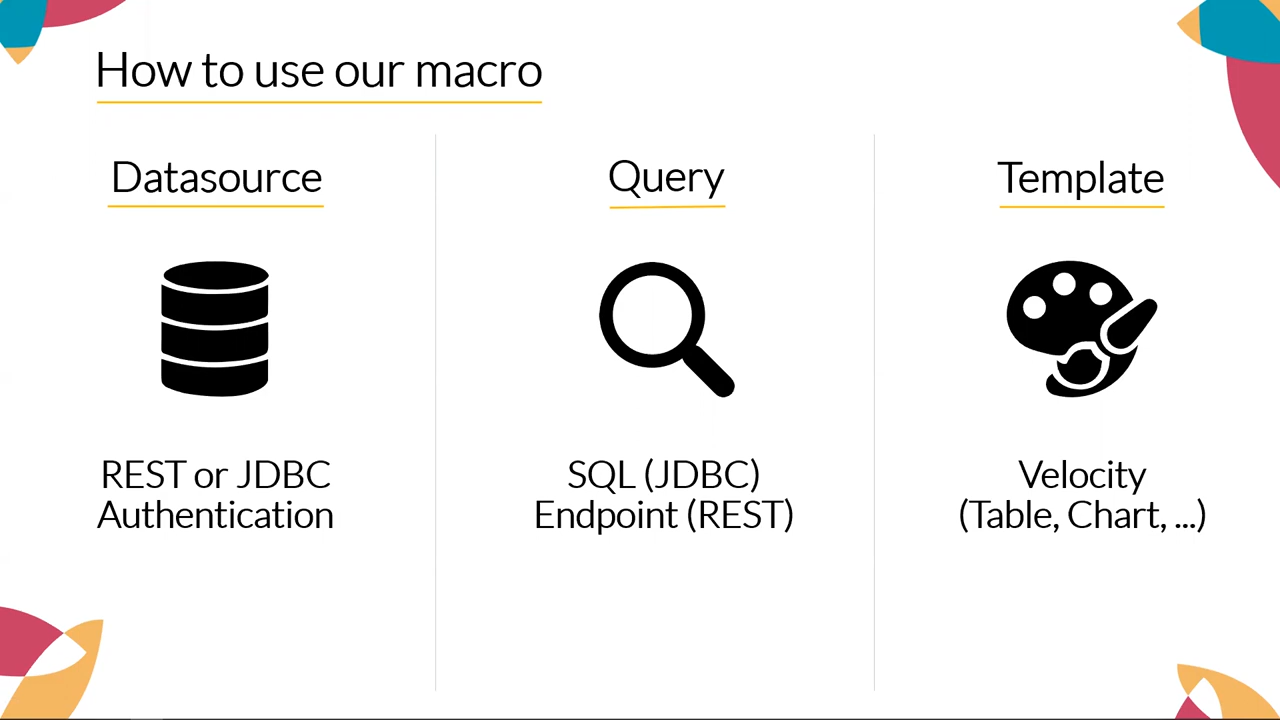 How to use our macro
Datasource
REST or JDBC
Authentication
Query
SQL (JDBC)
Endpoint (REST)
Template
Velocity
(Table, Chart, ...)